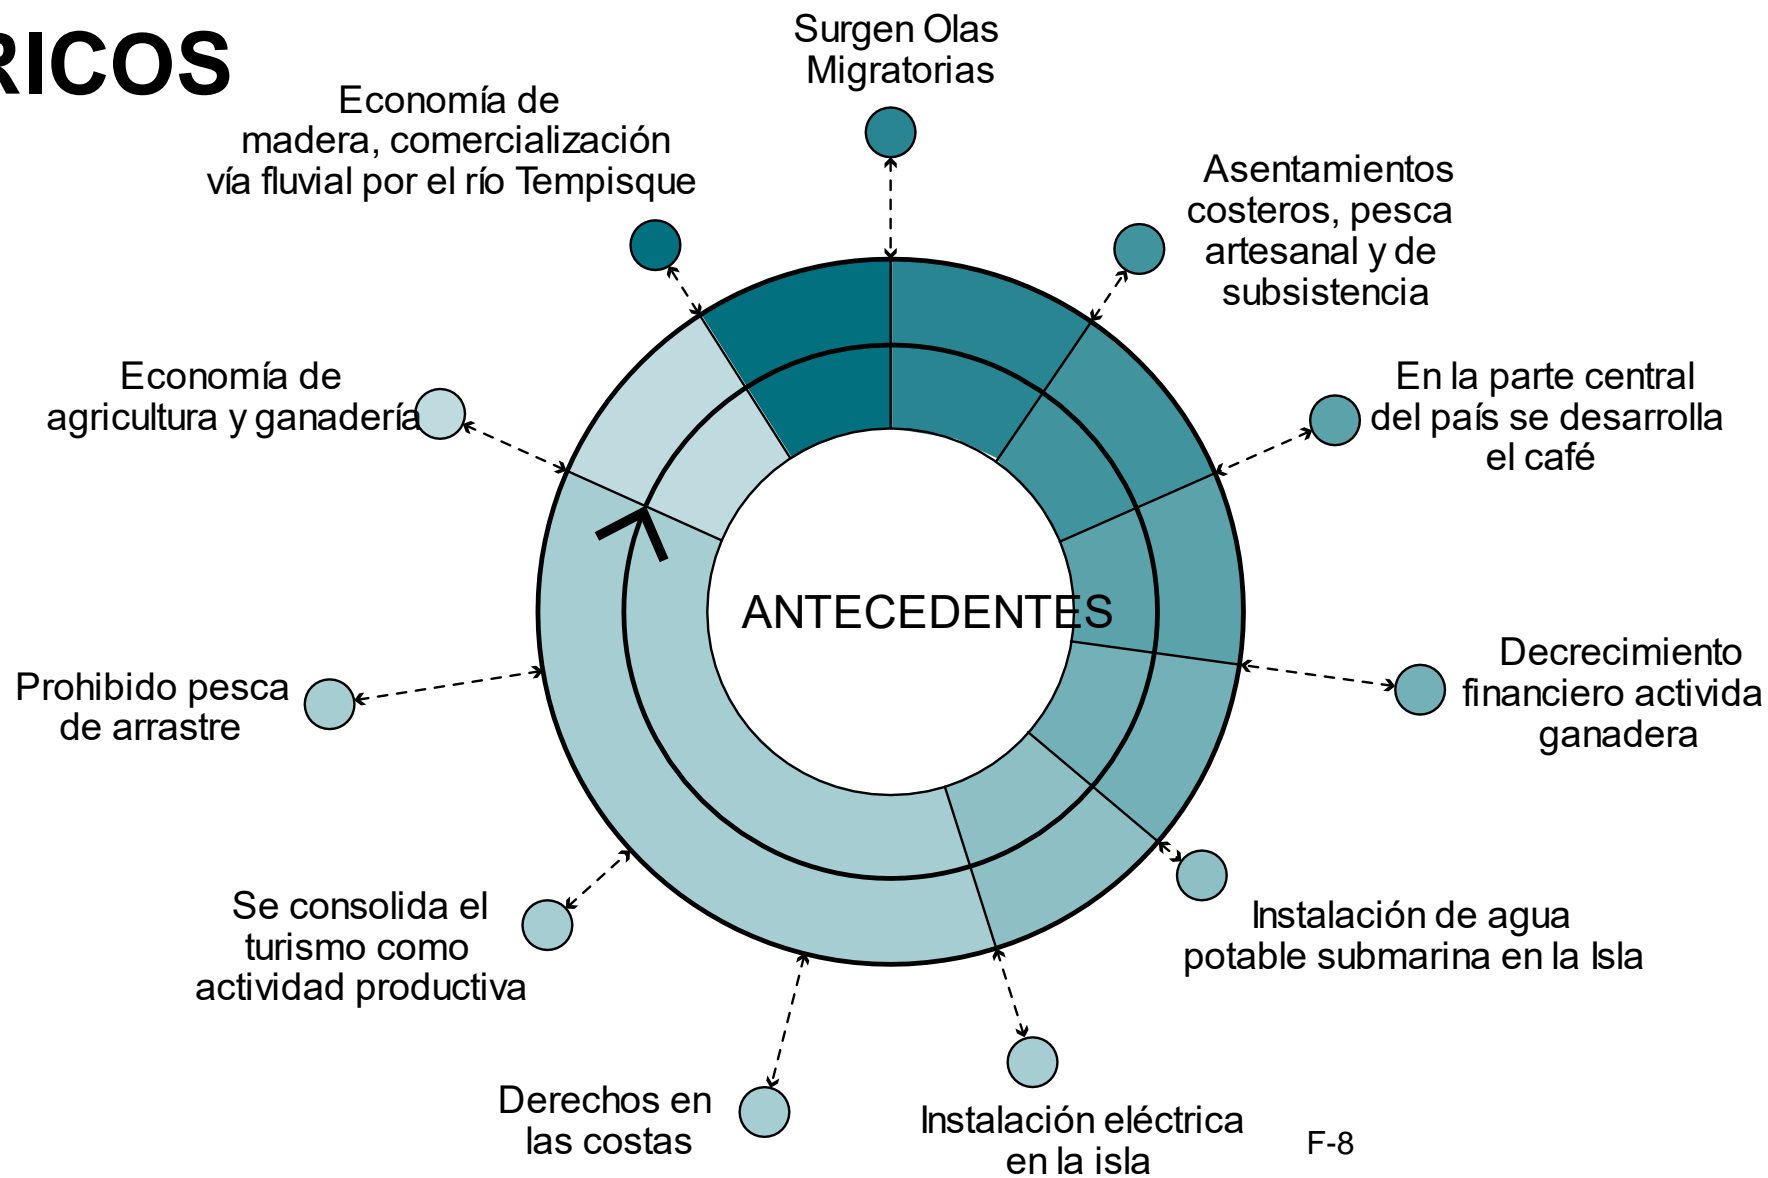 RICOS
Surgen Olas
Migratorias
Economía de
madera, comercialización
vía fluvial por el río Tempisque
Asentamientos
costeros, pesca
artesanal y de
subsistencia
Economía de
agricultura y ganadería
En la parte central
del país se desarrolla
el café
ANTECEDENTES
Prohibido pesca
de arrastre
Decrecimiento
financiero activida
ganadera
Se consolida el
turismo como
actividad productiva
Instalación de agua
potable submarina en la Isla
Derechos en
las costas
Instalación eléctrica
en la isla
F-8